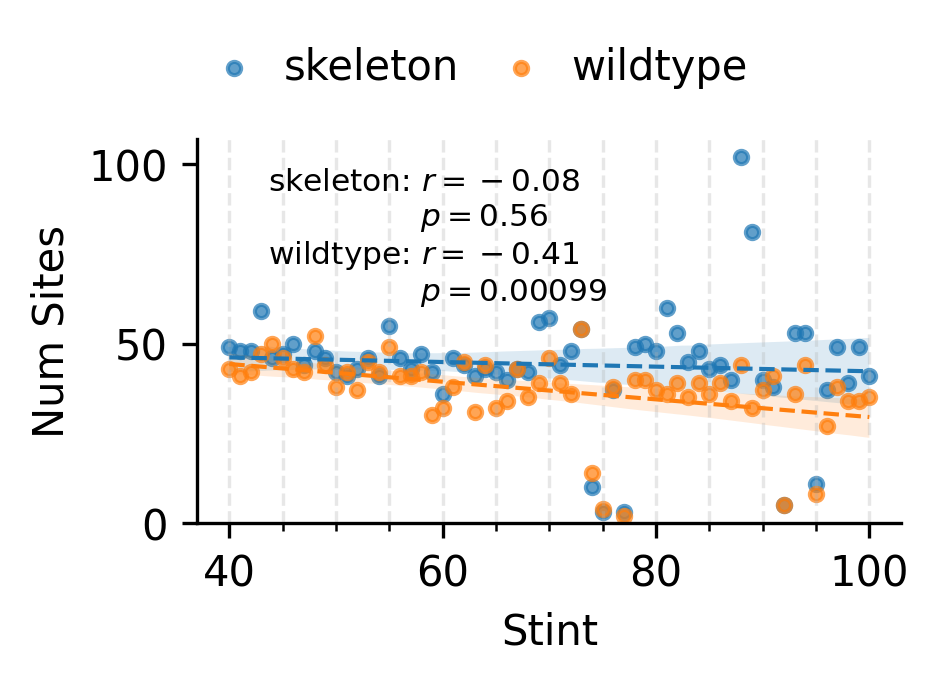 skeleton wildtype
100
skeleton: r = −0.08
p = 0.56
wildtype: r = −0.41
p = 0.00099
50
0
Num Sites
40 60 80 100
Stint